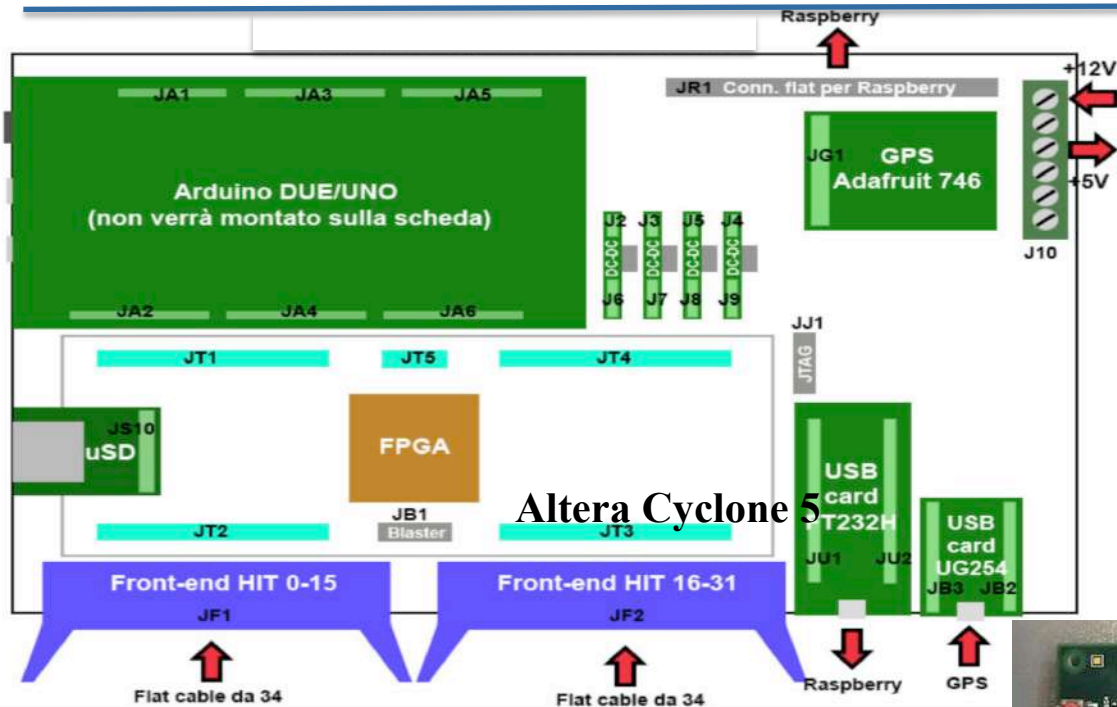 Raspberry
+12V
JR1 Conn. flat per Raspberry
JA1
JA3
JA5
JG1
GPS
Adafruit 746
+5V
J10
Arduino DUE/UNO
(non verrà montato sulla scheda)
J2 J3 J5 J4
DC-DC DC-DC DC-DC DC-DC
J6 J7 J8 J9
JA2
JA4
JA6
JJ1
JTAG
JT1
JT5
JT4
JS10
uSD
FPGA
USB
card
FT232H
JU1
JU2
Altera Cyclone 5
JB1
Blaster
JT2
JT3
USB
card
UG254
JB3
JB2
Front-end HIT 0-15
JF1
Front-end HIT 16-31
JF2
Flat cable da 34
Flat cable da 34
Raspberry
GPS